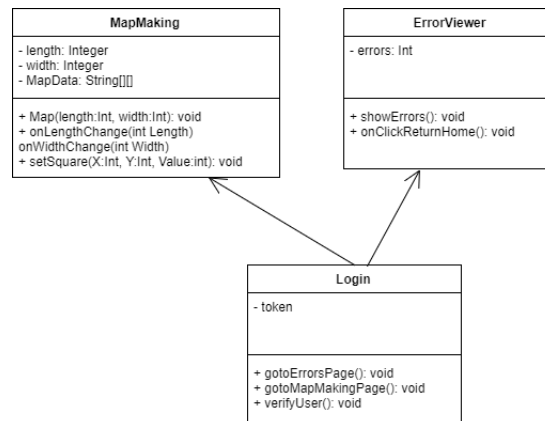 MapMaking
- length: Integer
- width: Integer
- MapData: String[][]
+ Map(length:Int, width:Int): void
+ onLengthChange(int Length)
onWidthChange(int Width)
+ setSquare(X:Int, Y:Int, Value:int): void
ErrorViewer
- errors: Int
+ showErrors(): void
+ onClickReturnHome(): void
Login
- token
+ gotoErrorsPage(): void
+ gotoMapMakingPage(): void
+ verifyUser(): void